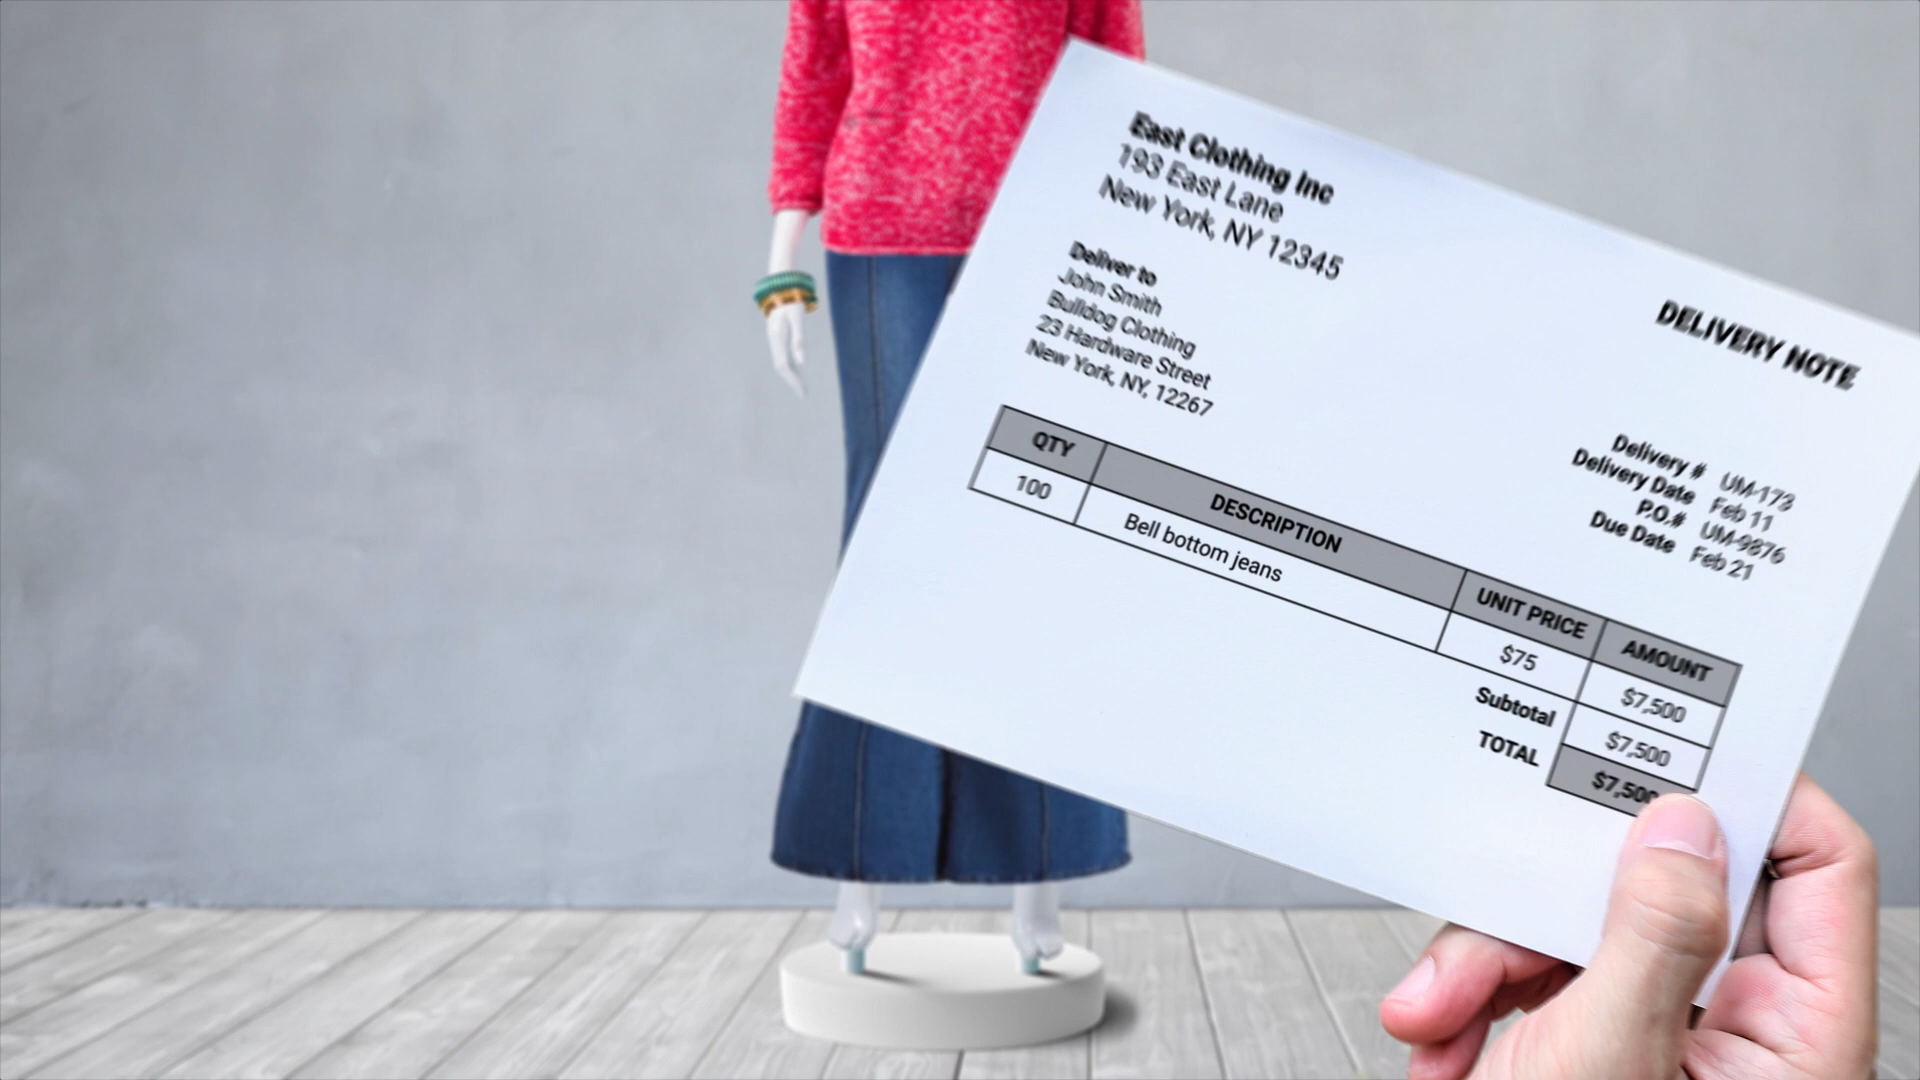 East Clothing Inc
193 East Lane
New York, NY 12345
DELIVERY NOTE
Deliver to
John Smith
Bulldog Clothing
23 Hardware Street
New York, NY, 12267
Delivery # UM-173
Delivery Date Feb 11
P.O.# UM-9876
Due Date Feb 21
QTY DESCRIPTION UNIT PRICE AMOUNT
100 Bell bottom jeans $75 $7,500
Subtotal $7,500
TOTAL $7,500